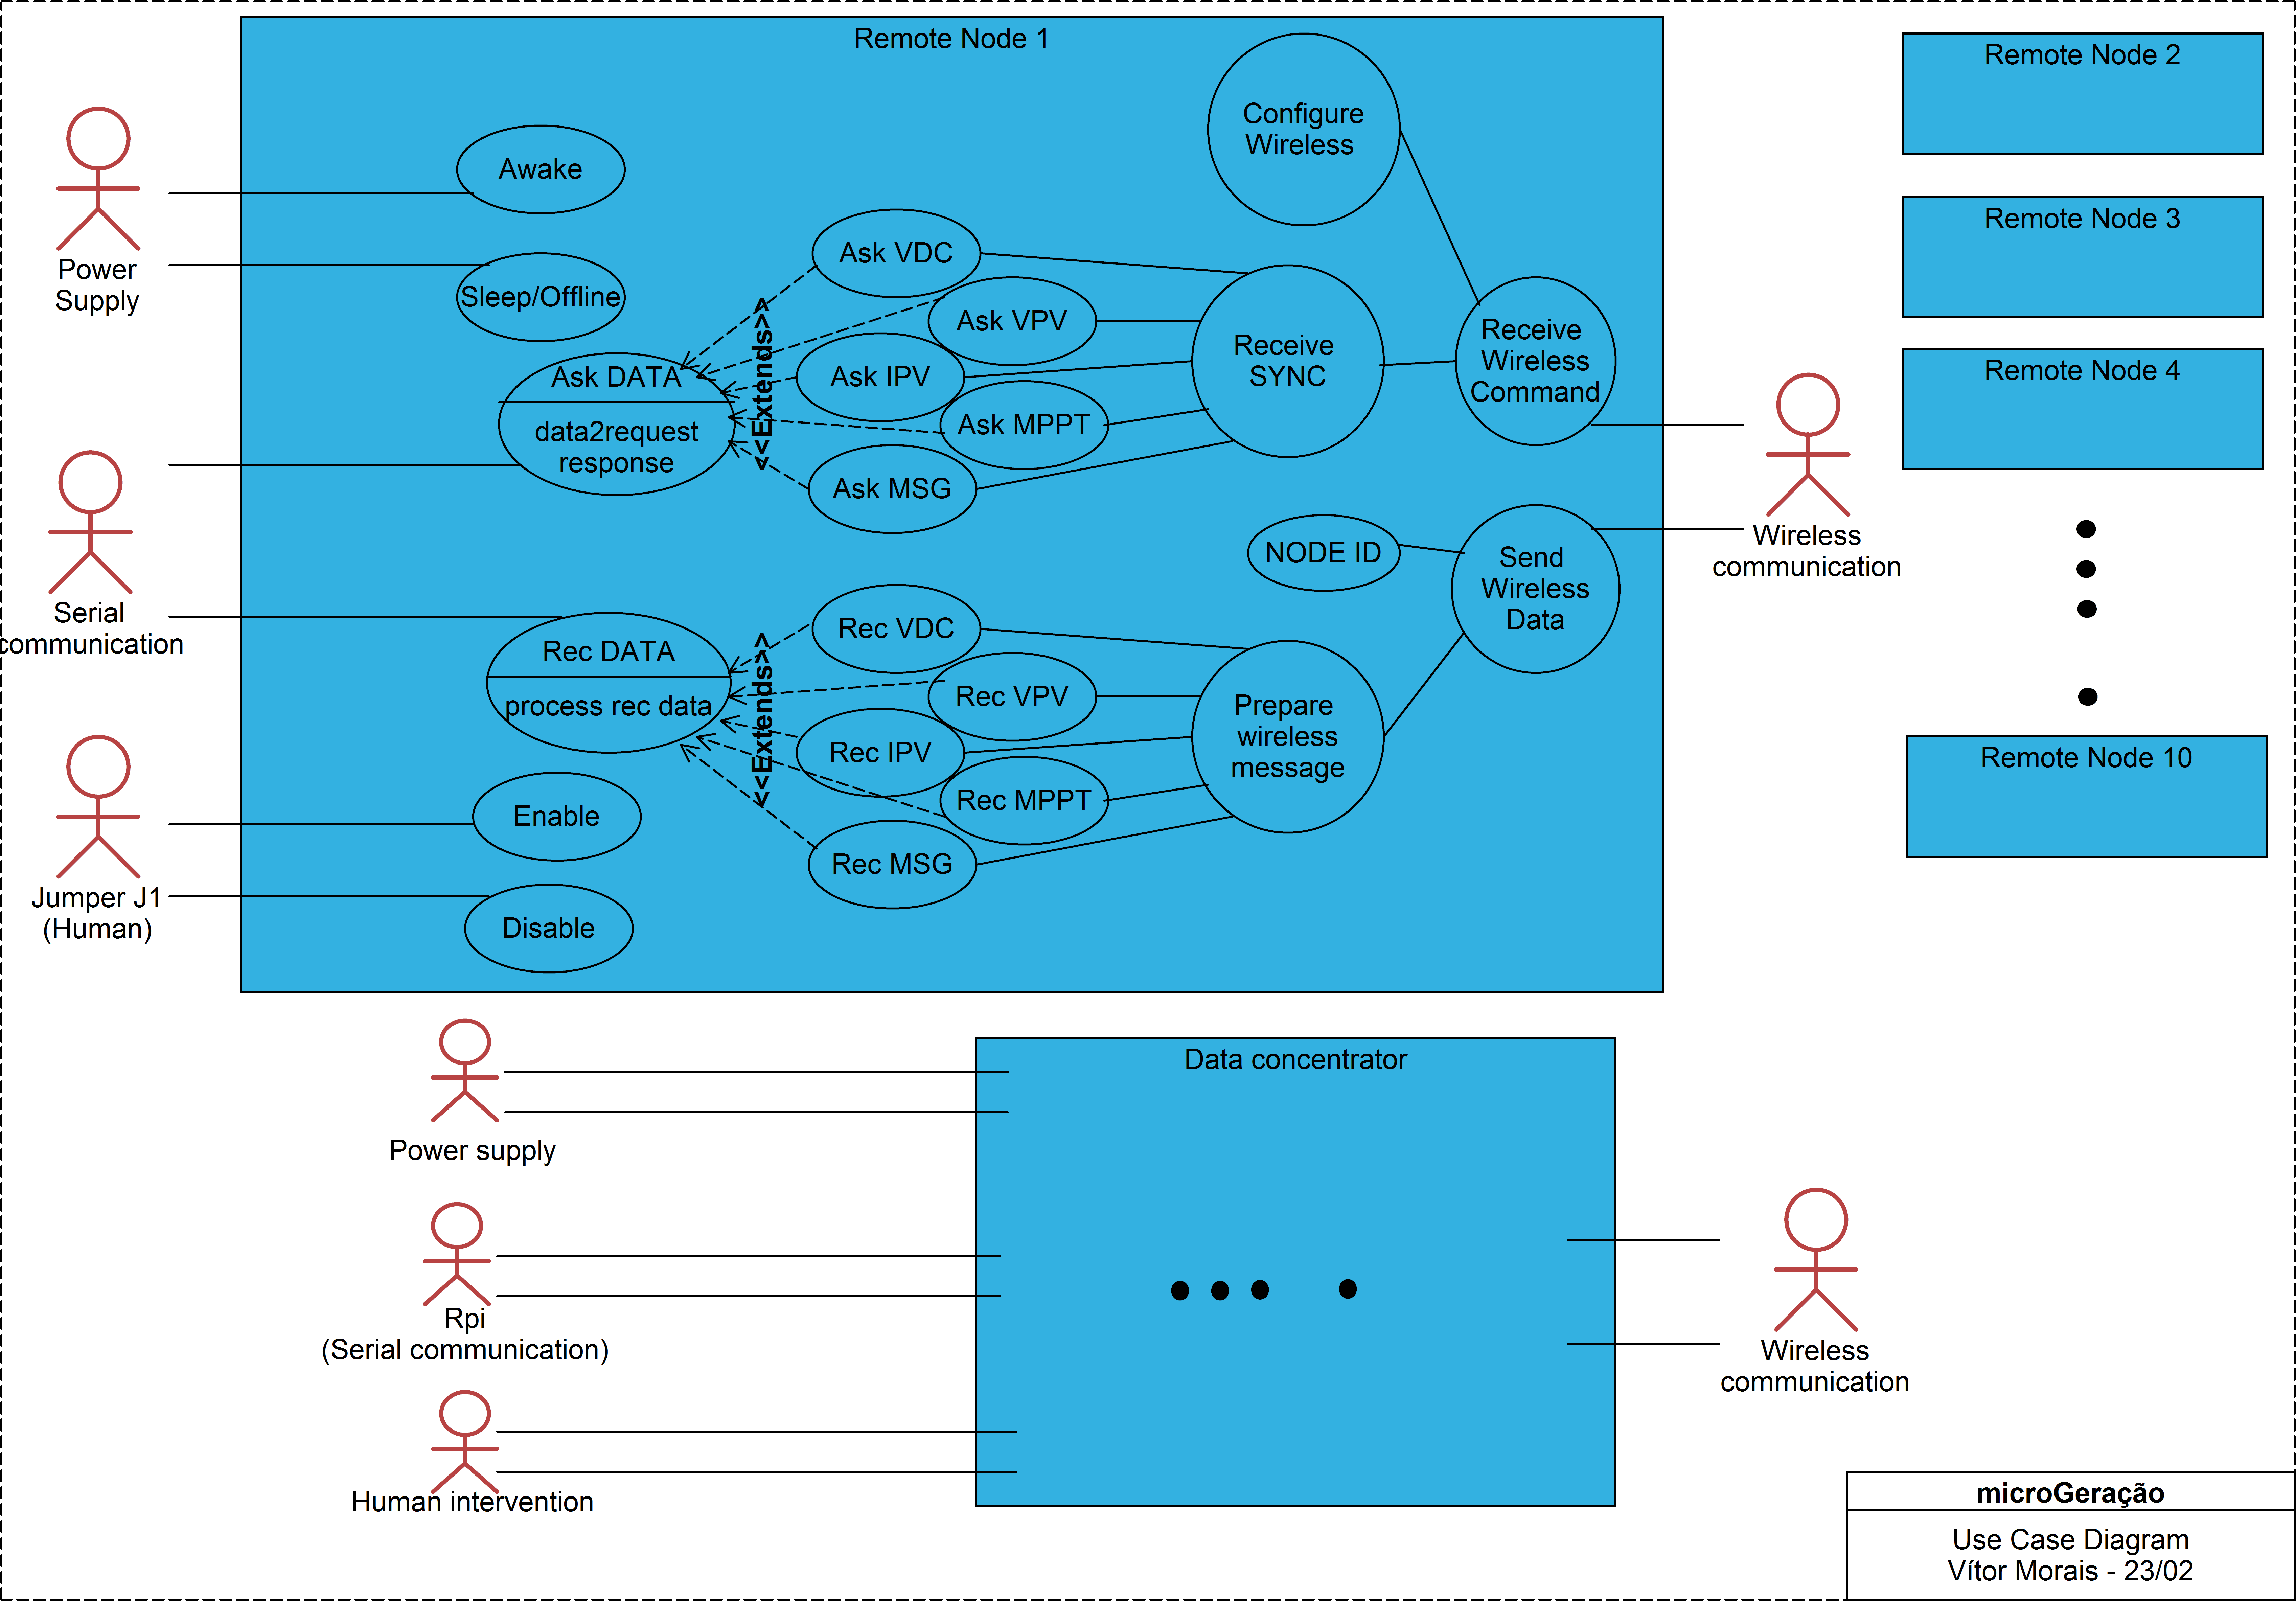 Remote Node 1
Power
Supply
Awake
Sleep/Offline
Serial
communication
Ask DATA
data2request
response
<<Extends>>
Ask VDC
Ask VPV
Ask IPV
Ask MPPT
Ask MSG
Receive
SYNC
Configure
Wireless
Receive
Wireless
Command
Wireless
communication
Rec DATA
process rec data
<<Extends>>
Rec VDC
Rec VPV
Rec IPV
Rec MPPT
Rec MSG
Prepare
wireless
message
NODE ID
Send
Wireless
Data
Jumper J1
(Human)
Enable
Disable
Remote Node 2
Remote Node 3
Remote Node 4
Remote Node 10
Data concentrator
Power supply
Rpi
(Serial communication)
Human intervention
Wireless
communication
microGeração
Use Case Diagram
Vítor Morais - 23/02